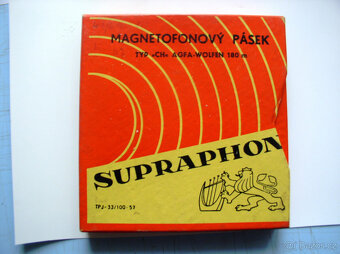 MAGNETOFONOVÝ PÁSEK
TYP »CH« AGFA-WOLFEN 180 m
SUPRAPHON
TPJ-33/100-59